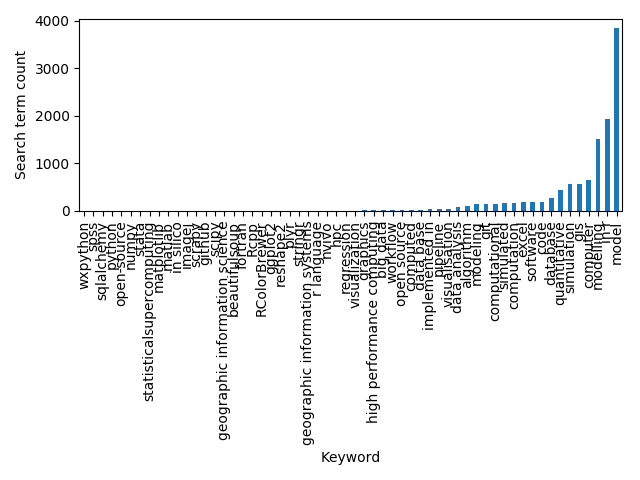 4000
3000
2000
1000
0
Search term count
wxpython
spss
sqlalchemy
python
open-source
numpy
stata
statisticalsupercomputing
matplotlib
matlab
in silico
imagej
scrapy
github
scipy
geographic information science
beautifulsoup
fortran
Rcpp
RColorBrewer
ggplot2
reshape2
plyr
stringr
geographic information systems
r language
nvivo
hpc
regression
visualization
graphics
high performance computing
big data
workflow
open source
computed
data base
implemented in
pipeline
visualisation
data analysis
algorithm
modeling
git
computational
simulated
computation
excel
software
code
database
quantitative
simulation
gis
computer
modelling
model
Keyword